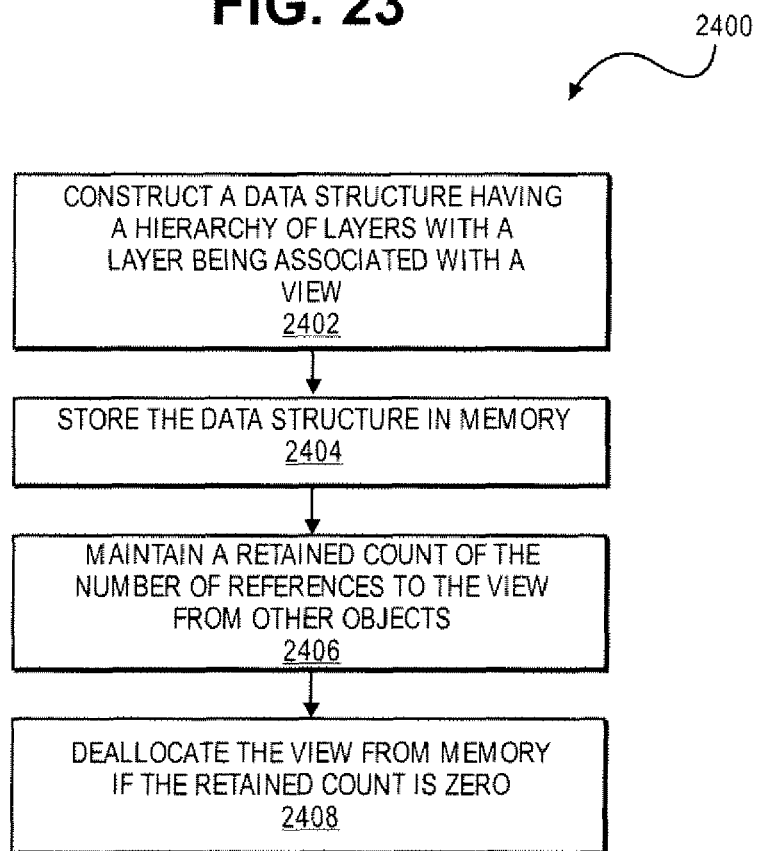 FIG. 23
2400
CONSTRUCT A DATA STRUCTURE HAVING
A HIERARCHY OF LAYERS WITH A
LAYER BEING ASSOCIATED WITH A
VIEW
2402
STORE THE DATA STRUCTURE IN MEMORY
2404
MAINTAIN A RETAINED COUNT OF THE
NUMBER OF REFERENCES TO THE VIEW
FROM OTHER OBJECTS
2406
DEALLOCATE THE VIEW FROM MEMORY
IF THE RETAINED COUNT IS ZERO
2408